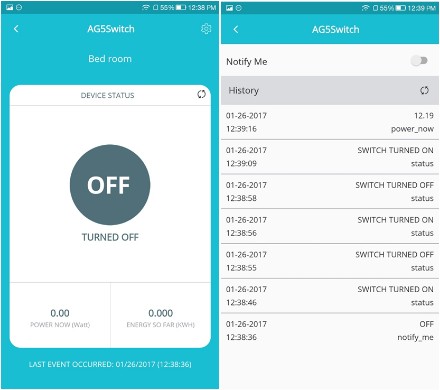 55% 12:38 PM
AG5Switch
Bed room
DEVICE STATUS
OFF
TURNED OFF
0.00
POWER NOW (Watt)
0.000
ENERGY SO FAR (KWH)
LAST EVENT OCCURRED: 01/26/2017 (12:38:36)
55% 12:39 PM
AG5Switch
Notify Me
History
01-26-2017 12.19
12:39:16 power_now
01-26-2017 SWITCH TURNED ON
12:39:09 status
01-26-2017 SWITCH TURNED OFF
12:38:58 status
01-26-2017 SWITCH TURNED ON
12:38:56 status
01-26-2017 SWITCH TURNED OFF
12:38:55 status
01-26-2017 SWITCH TURNED ON
12:38:46 status
01-26-2017 OFF
12:38:36 notify_me